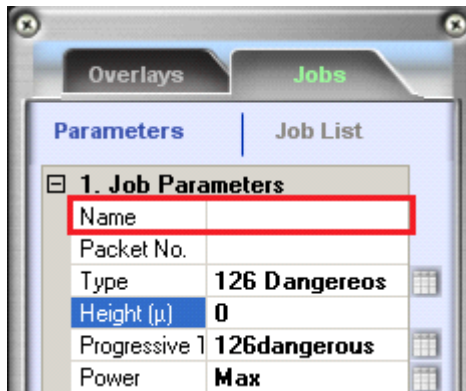 Overlays Jobs
Parameters Job List
1. Job Parameters
Name
Packet No.
Type 126 Dangereos
Height (µ) 0
Progressive 126dangerous
Power Max